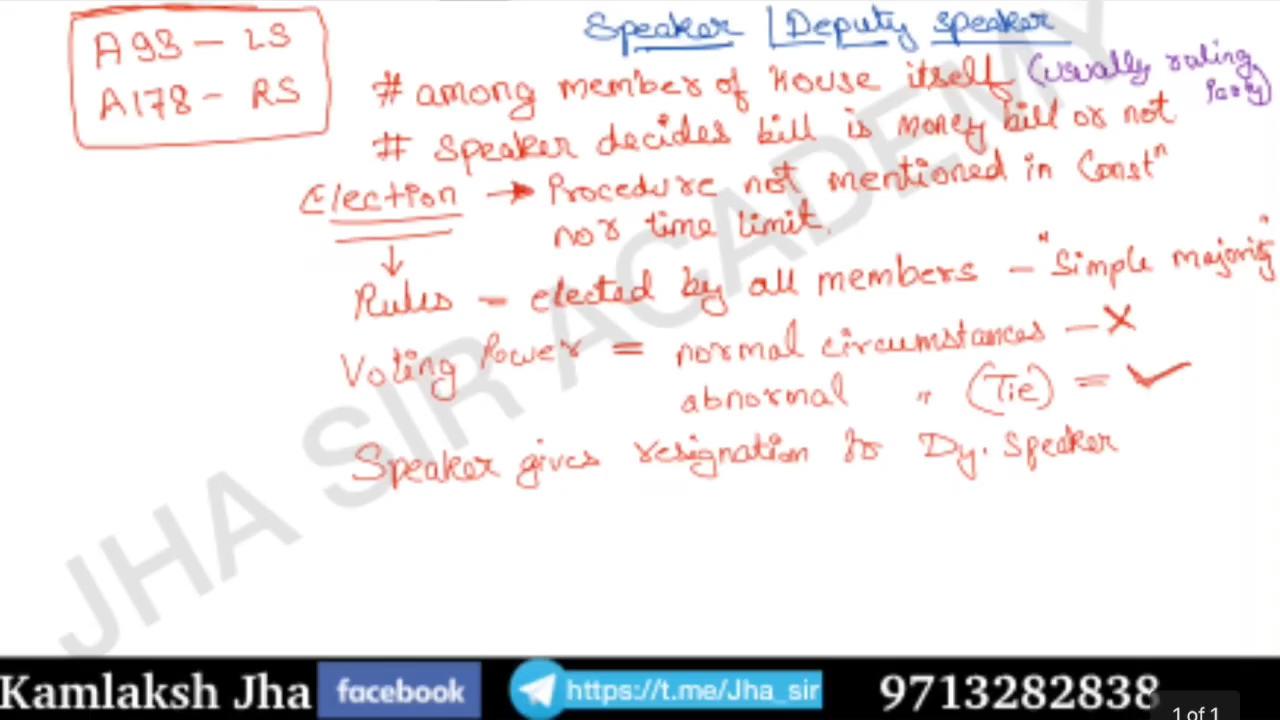 A 93 - LS
A178 - RS
Speaker | Deputy speaker
# among member of House itself (usually ruling Party)
# Speaker decides bill is money bill or not
Election → Procedure not mentioned in Constⁿ
nor time limit.
↓
Rules - elected by all members - "Simple majority"
Voting Power = normal circumstances - ×
abnormal " (Tie) = ✓
Speaker gives resignation to Dy. Speaker
JHA SIR ACADEMY
Kamlaksh Jha facebook https://t.me/Jha_sir 9713282838
1 of 1